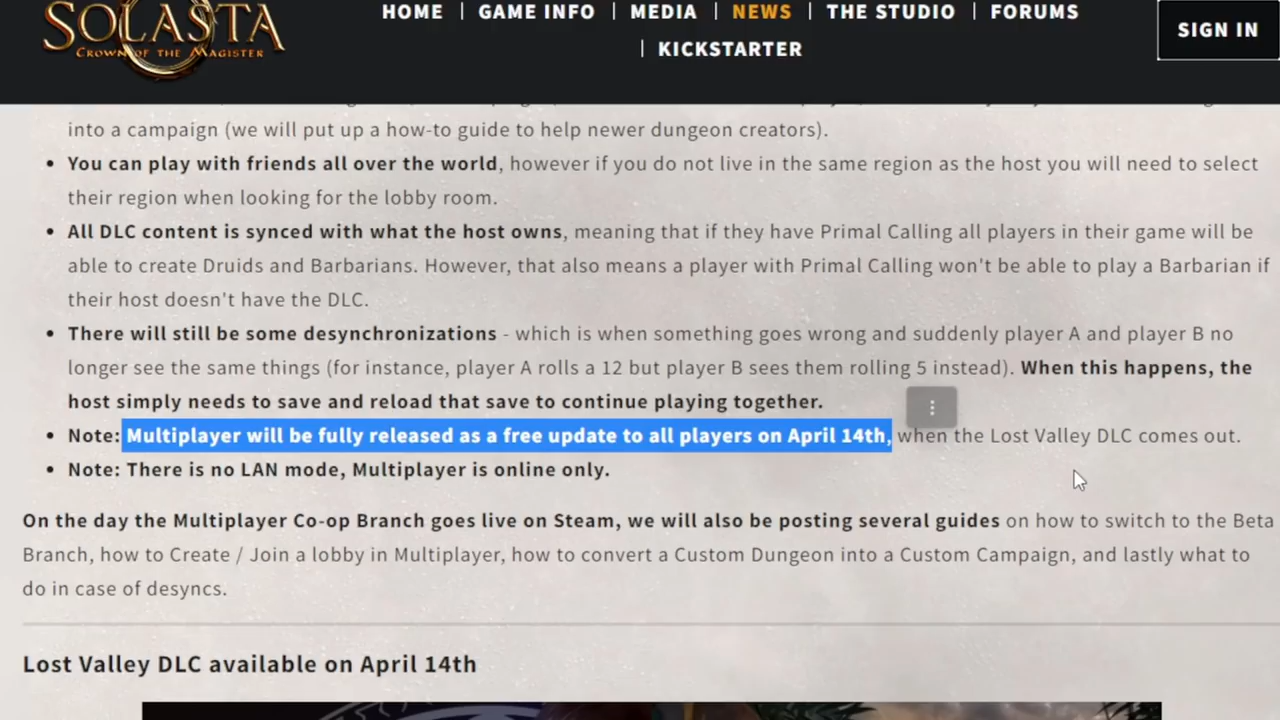 SOLASTA
CROWN OF THE MAGISTER
HOME | GAME INFO | MEDIA | NEWS | THE STUDIO | FORUMS
| KICKSTARTER
SIGN IN
into a campaign (we will put up a how-to guide to help newer dungeon creators).
• You can play with friends all over the world, however if you do not live in the same region as the host you will need to select
their region when looking for the lobby room.
• All DLC content is synced with what the host owns, meaning that if they have Primal Calling all players in their game will be
able to create Druids and Barbarians. However, that also means a player with Primal Calling won't be able to play a Barbarian if
their host doesn't have the DLC.
• There will still be some desynchronizations - which is when something goes wrong and suddenly player A and player B no
longer see the same things (for instance, player A rolls a 12 but player B sees them rolling 5 instead). When this happens, the
host simply needs to save and reload that save to continue playing together.
• Note: Multiplayer will be fully released as a free update to all players on April 14th, when the Lost Valley DLC comes out.
• Note: There is no LAN mode, Multiplayer is online only.
On the day the Multiplayer Co-op Branch goes live on Steam, we will also be posting several guides on how to switch to the Beta
Branch, how to Create / Join a lobby in Multiplayer, how to convert a Custom Dungeon into a Custom Campaign, and lastly what to
do in case of desyncs.
Lost Valley DLC available on April 14th